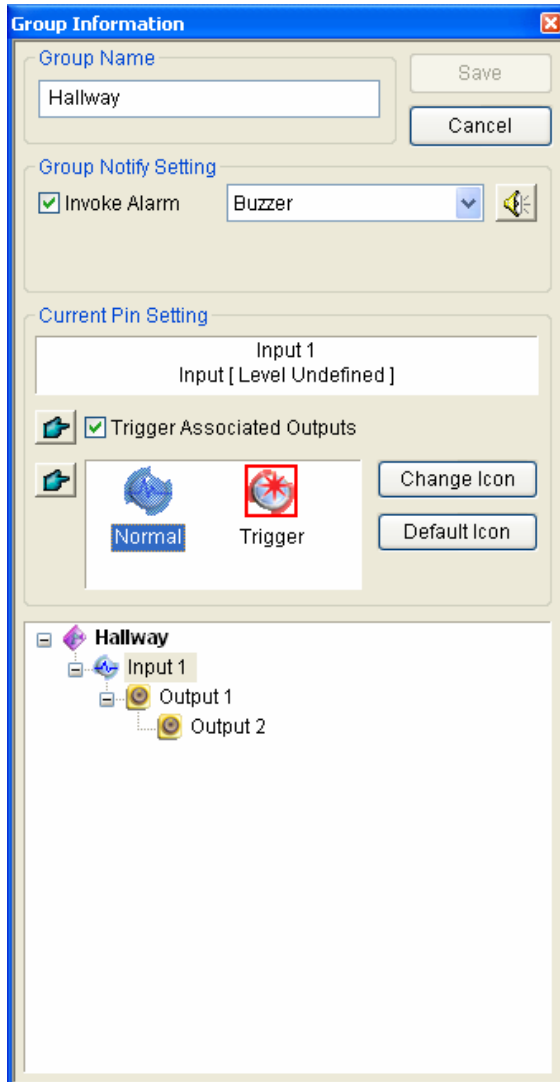 Group Information
Group Name
Hallway
Save
Cancel
Group Notify Setting
Invoke Alarm
Buzzer
Current Pin Setting
Input 1
Input [ Level Undefined ]
Trigger Associated Outputs
Normal
Trigger
Change Icon
Default Icon
Hallway
Input 1
Output 1
Output 2